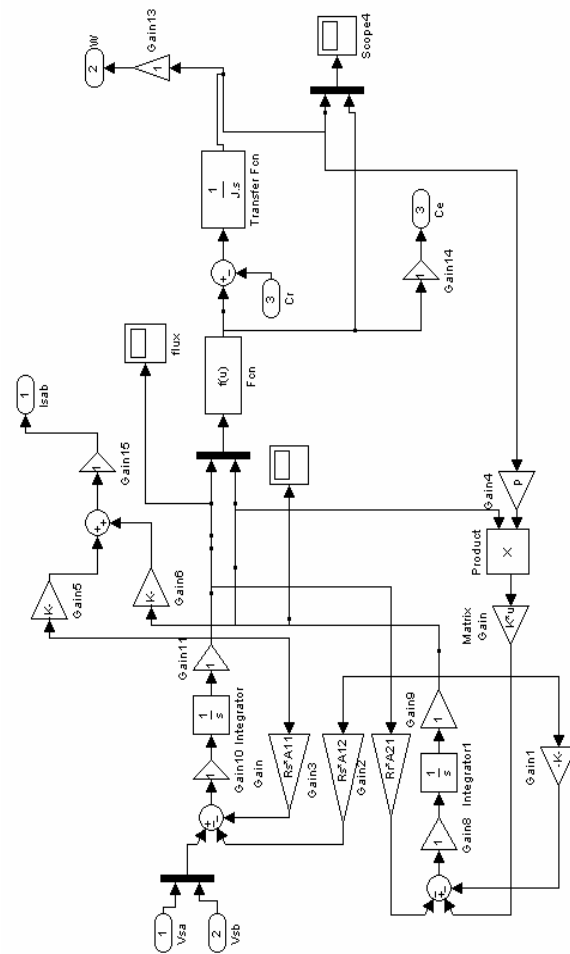 Gain5
K-
Gain6
K-
Gain15
1
1
Isab
flux
1
Vsa
2
Vsb
Gain10
1
Integrator
1
s
Gain11
1
Gain
Rs*A11
Gain3
Rs*A12
Gain2
Rr*A21
f(u)
Fcn
3
Cr
1
J.s
Transfer Fcn
2
W
1
Gain13
Gain8
1
Integrator1
1
s
Gain9
1
Gain1
-K-
Matrix
Gain
K*u
Product
X
Gain4
P
Gain14
1
3
Ce
Scope4